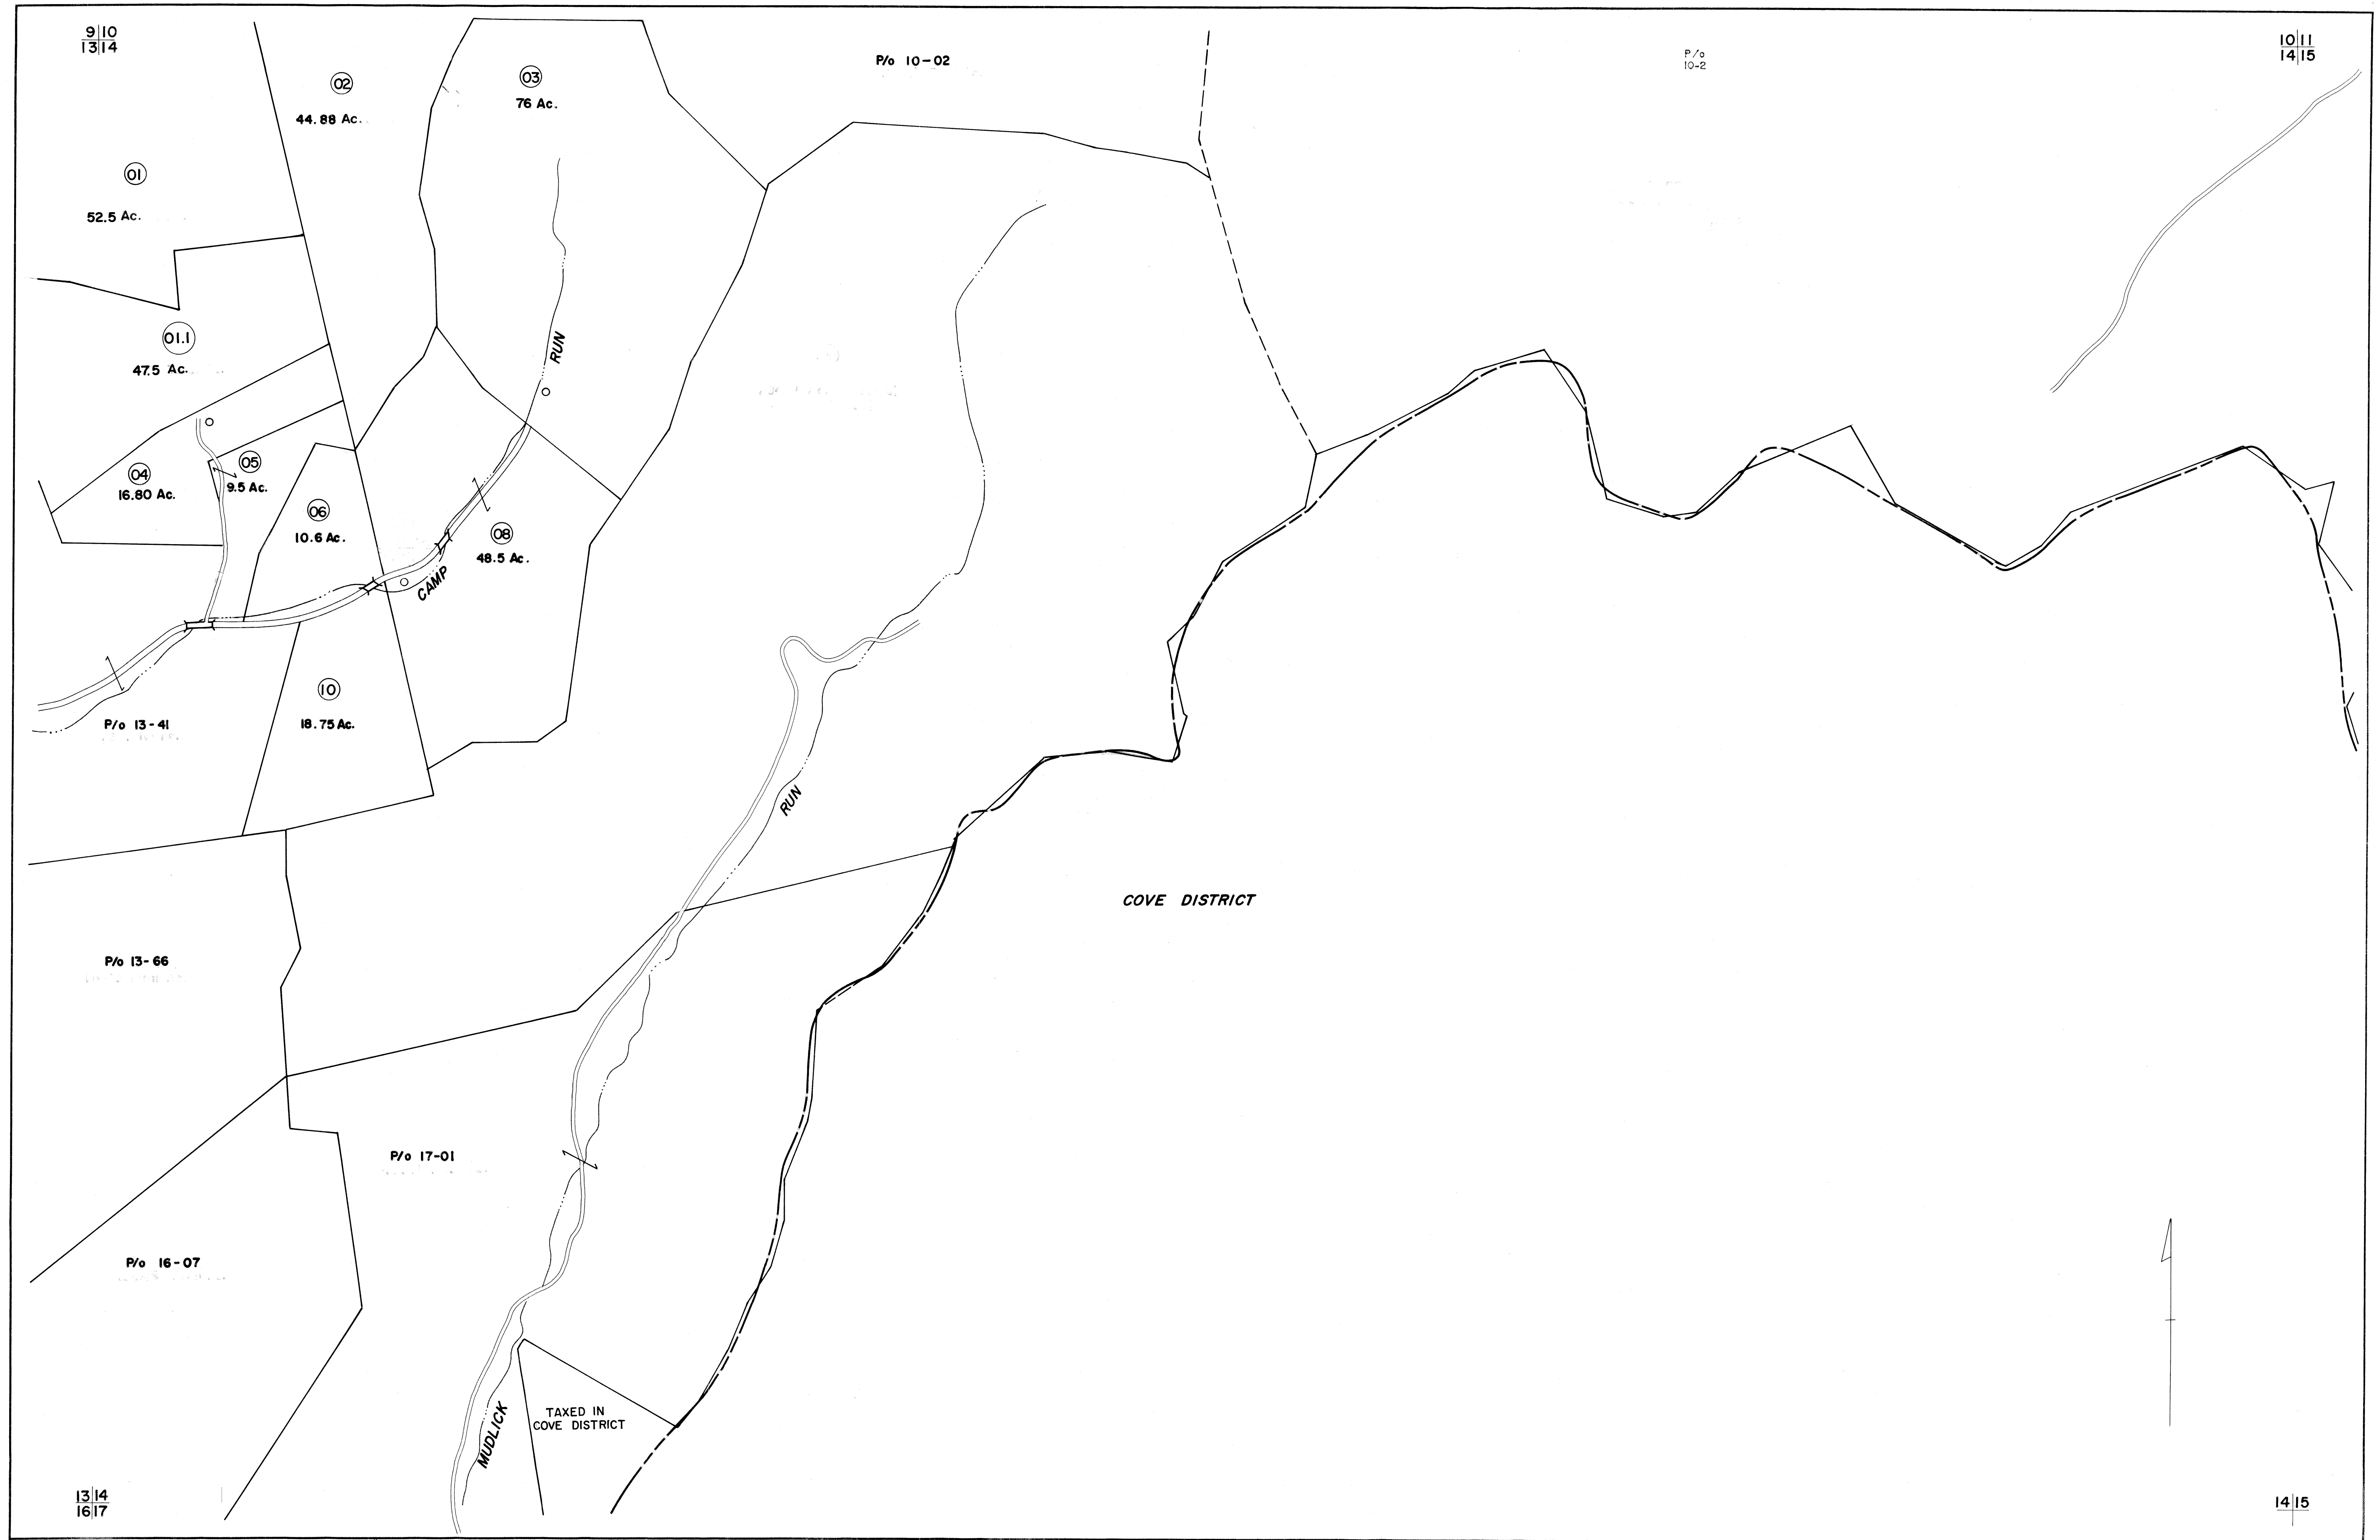 9|10
13|14
02
44.88 Ac.
03
76 Ac.
P/o 10-02
P/o
10-2
10|11
14|15
01
52.5 Ac.
01.1
47.5 Ac.
RUN
04
16.80 Ac.
05
9.5 Ac.
06
10.6 Ac.
08
48.5 Ac.
CAMP
10
18.75 Ac.
P/o 13-41
RUN
COVE DISTRICT
P/o 13-66
P/o 17-01
P/o 16-07
TAXED IN
COVE DISTRICT
MUDLICK
13|14
16|17
14|15